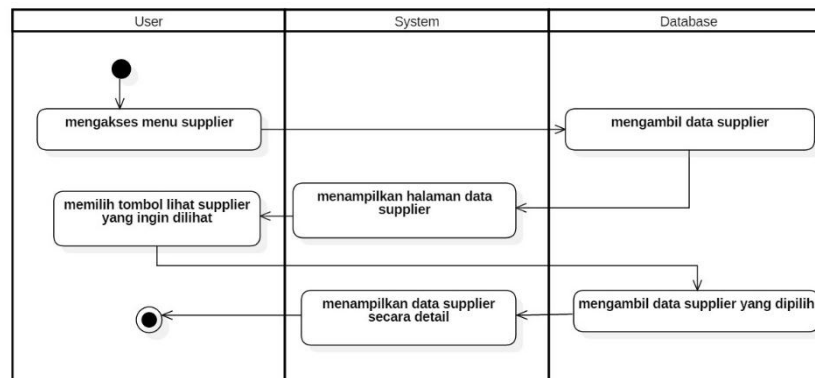 User
System
Database
mengakses menu supplier
mengambil data supplier
memilih tombol lihat supplier
yang ingin dilihat
menampilkan halaman data
supplier
menampilkan data supplier
secara detail
mengambil data supplier yang dipilih